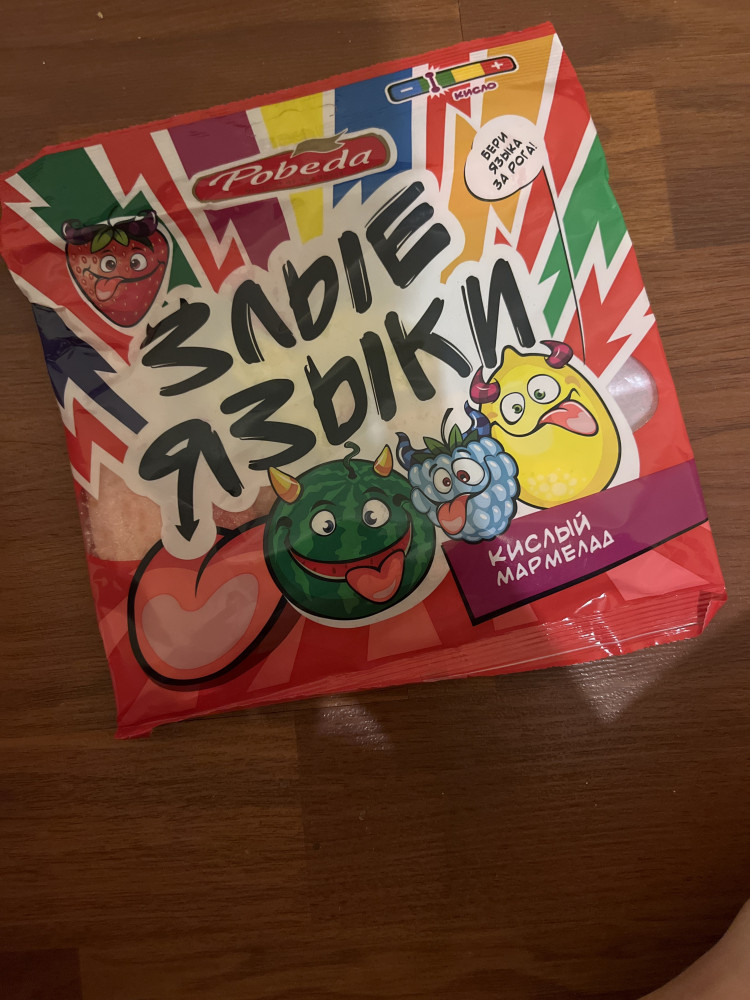 − +
КИСЛО
Pobeda
БЕРИ
ЯЗЫКА
ЗА РОГА!
ЗЛЫЕ
ЯЗЫКИ
КИСЛЫЙ
МАРМЕЛАД